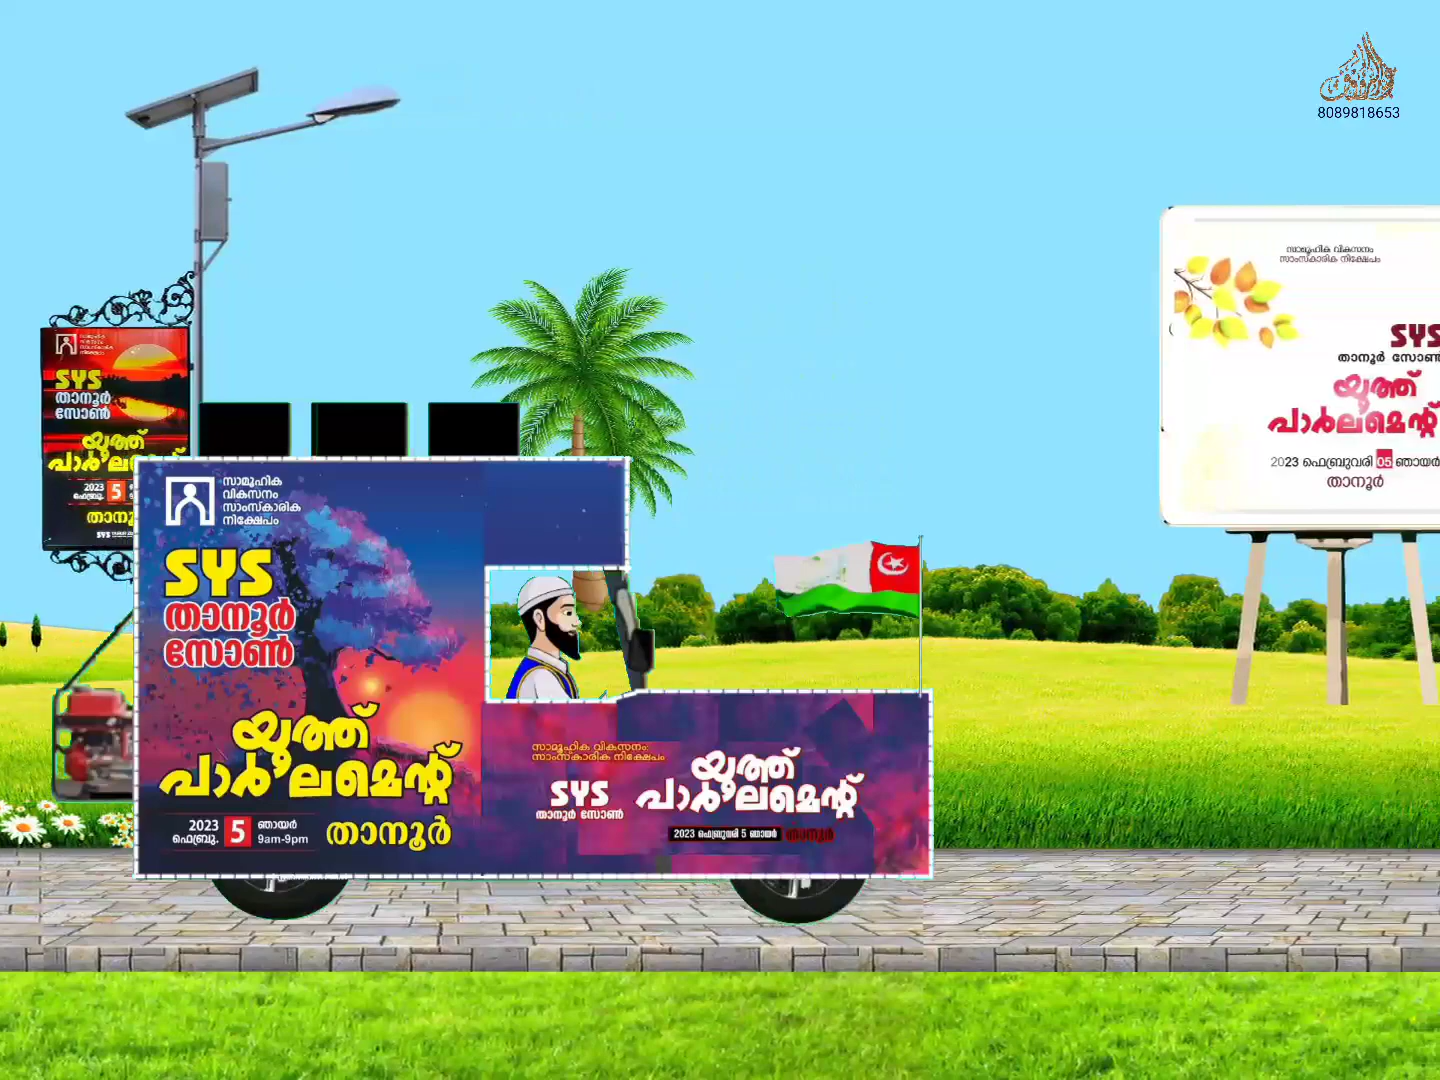 8089818653
സാമൂഹിക വികസനം
സാംസ്കാരിക നിക്ഷേപം
SYS
താനൂർ സോൺ
യൂത്ത്
പാർലമെന്റ്
2023 ഫെബ്രുവരി 05 ഞായർ
താനൂർ
SYS
താനൂർ
സോൺ
യൂത്ത്
2023
ഫെബ്രു. 5
സാമൂഹിക
വികസനം
സാംസ്കാരിക
നിക്ഷേപം
SYS
താനൂർ
സോൺ
യൂത്ത്
പാർലമെന്റ്
2023
ഫെബ്രു. 5 ഞായർ
9am-9pm
താനൂർ
സാമൂഹിക വികസനം:
സാംസ്കാരിക നിക്ഷേപം
SYS
താനൂർ സോൺ
യൂത്ത്
പാർലമെന്റ്
2023 ഫെബ്രുവരി 5 ഞായർ താനൂർ